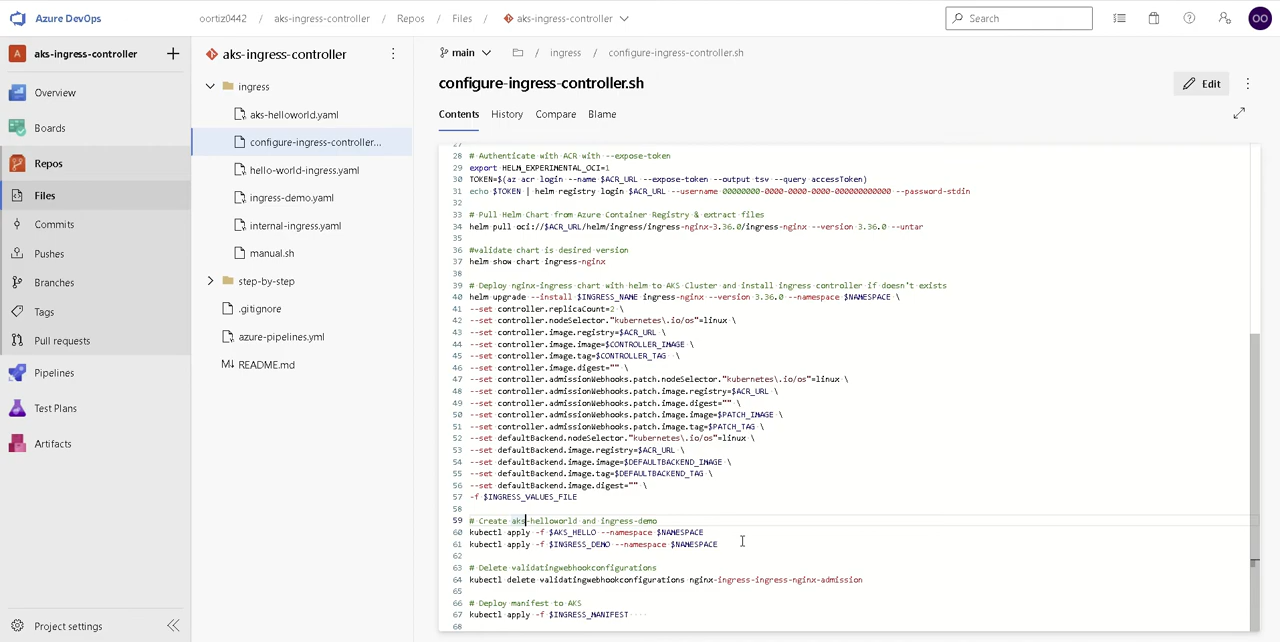 Azure DevOps
oortiz0442 / aks-ingress-controller / Repos / Files / aks-ingress-controller
Search
OO
A aks-ingress-controller
Overview
Boards
Repos
Files
Commits
Pushes
Branches
Tags
Pull requests
Pipelines
Test Plans
Artifacts
Project settings
aks-ingress-controller
ingress
aks-helloworld.yaml
configure-ingress-controller...
hello-world-ingress.yaml
ingress-demo.yaml
internal-ingress.yaml
manual.sh
step-by-step
.gitignore
azure-pipelines.yml
M↓ README.md
main / ingress / configure-ingress-controller.sh
configure-ingress-controller.sh
Edit
Contents History Compare Blame
27
28 # Authenticate with ACR with --expose-token
29 export HELM_EXPERIMENTAL_OCI=1
30 TOKEN=$(az acr login --name $ACR_URL --expose-token --output tsv --query accessToken)
31 echo $TOKEN | helm registry login $ACR_URL --username 00000000-0000-0000-0000-000000000000 --password-stdin
32
33 # Pull Helm Chart from Azure Container Registry & extract files
34 helm pull oci://$ACR_URL/helm/ingress/ingress-nginx-3.36.0/ingress-nginx --version 3.36.0 --untar
35
36 #validate chart is desired version
37 helm show chart ingress-nginx
38
39 # Deploy nginx-ingress chart with helm to AKS Cluster and install ingress controller if doesn't exists
40 helm upgrade --install $INGRESS_NAME ingress-nginx --version 3.36.0 --namespace $NAMESPACE \
41 --set controller.replicaCount=2 \
42 --set controller.nodeSelector."kubernetes\.io/os"=linux \
43 --set controller.image.registry=$ACR_URL \
44 --set controller.image.image=$CONTROLLER_IMAGE \
45 --set controller.image.tag=$CONTROLLER_TAG \
46 --set controller.image.digest="" \
47 --set controller.admissionWebhooks.patch.nodeSelector."kubernetes\.io/os"=linux \
48 --set controller.admissionWebhooks.patch.image.registry=$ACR_URL \
49 --set controller.admissionWebhooks.patch.image.digest="" \
50 --set controller.admissionWebhooks.patch.image.image=$PATCH_IMAGE \
51 --set controller.admissionWebhooks.patch.image.tag=$PATCH_TAG \
52 --set defaultBackend.nodeSelector."kubernetes\.io/os"=linux \
53 --set defaultBackend.image.registry=$ACR_URL \
54 --set defaultBackend.image.image=$DEFAULTBACKEND_IMAGE \
55 --set defaultBackend.image.tag=$DEFAULTBACKEND_TAG \
56 --set defaultBackend.image.digest="" \
57 -f $INGRESS_VALUES_FILE
58
59 # Create aks-helloworld and ingress-demo
60 kubectl apply -f $AKS_HELLO --namespace $NAMESPACE
61 kubectl apply -f $INGRESS_DEMO --namespace $NAMESPACE
62
63 # Delete validatingwebhookconfigurations
64 kubectl delete validatingwebhookconfigurations nginx-ingress-ingress-nginx-admission
65
66 # Deploy manifest to AKS
67 kubectl apply -f $INGRESS_MANIFEST
68